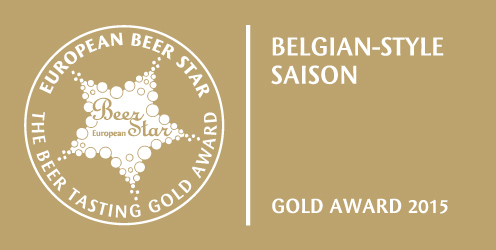 EUROPEAN BEER STAR
Beer
European Star
THE BEER TASTING GOLD AWARD
BELGIAN-STYLE
SAISON
GOLD AWARD 2015